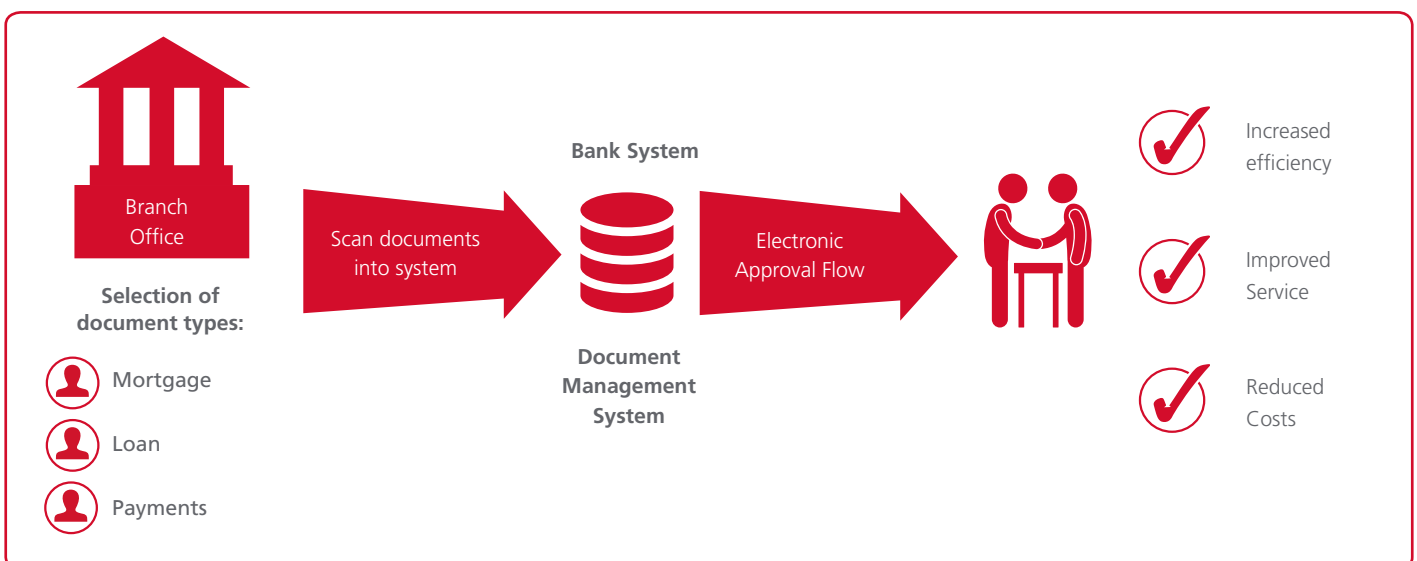 Branch
Office
Selection of
document types:
Mortgage
Loan
Payments
Scan documents
into system
Bank System
Document
Management
System
Electronic
Approval Flow
Increased
efficiency
Improved
Service
Reduced
Costs